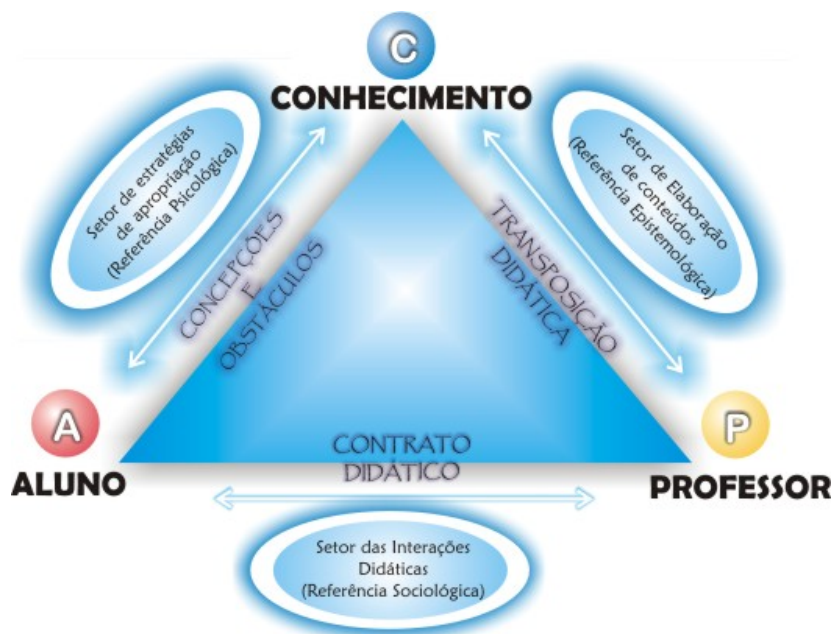 C
CONHECIMENTO
Setor de estratégias
de apropriação
(Referência Psicológica)
Setor de Elaboração
de conteúdos
(Referência Epistemológica)
CONCEPÇÕES
E
OBSTÁCULOS
TRANSPOSIÇÃO
DIDÁTICA
A
ALUNO
P
PROFESSOR
CONTRATO
DIDÁTICO
Setor das Interações
Didáticas
(Referência Sociológica)